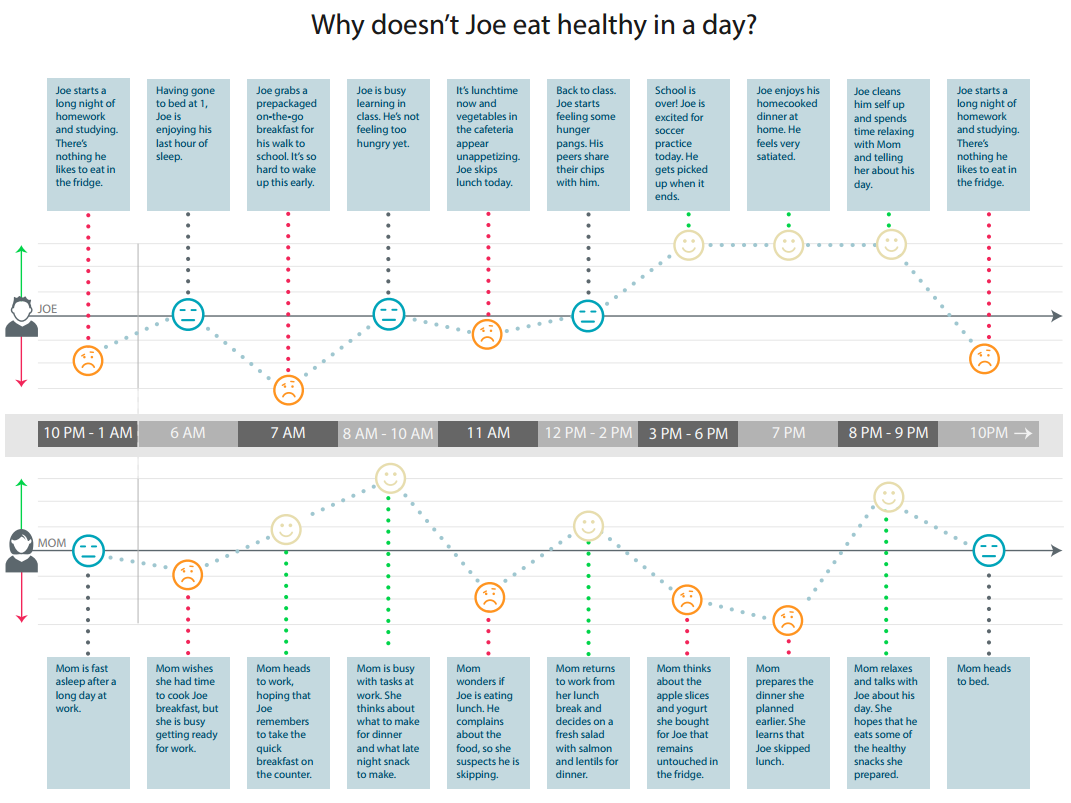 Why doesn't Joe eat healthy in a day?
Joe starts a
long night of
homework
and studying.
There's
nothing he
likes to eat in
the fridge.
Having gone
to bed at 1,
Joe is
enjoying his
last hour of
sleep.
Joe grabs a
prepackaged
on-the-go
breakfast for
his walk to
school. It's so
hard to wake
up this early.
Joe is busy
learning in
class. He's not
feeling too
hungry yet.
It's lunchtime
now and
vegetables in
the cafeteria
appear
unappetizing.
Joe skips
lunch today.
Back to class.
Joe starts
feeling some
hunger
pangs. His
peers share
their chips
with him.
School is
over! Joe is
excited for
soccer
practice
today. He
gets picked
up when it
ends.
Joe enjoys his
homecooked
dinner at
home. He
feels very
satiated.
Joe cleans
him self up
and spends
time relaxing
with Mom
and telling
her about his
day.
Joe starts a
long night of
homework
and studying.
There's
nothing he
likes to eat in
the fridge.
JOE
10 PM - 1 AM
6 AM
7 AM
8 AM - 10 AM
11 AM
12 PM - 2 PM
3 PM - 6 PM
7 PM
8 PM - 9 PM
10PM →
MOM
Mom is fast
asleep after a
long day at
work.
Mom wishes
she had time
to cook Joe
breakfast, but
she is busy
getting ready
for work.
Mom heads
to work,
hoping that
Joe
remembers
to take the
quick
breakfast on
the counter.
Mom is busy
with tasks at
work. She
thinks about
what to make
for dinner
and what late
night snack
to make.
Mom
wonders if
Joe is eating
lunch. He
complains
about the
food, so she
suspects he is
skipping.
Mom returns
to work from
her lunch
break and
decides on a
fresh salad
with salmon
and lentils for
dinner.
Mom thinks
about the
apple slices
and yogurt
she bought
for Joe that
remains
untouched in
the fridge.
Mom
prepares the
dinner she
planned
earlier. She
learns that
Joe skipped
lunch.
Mom relaxes
and talks with
Joe about his
day. She
hopes that he
eats some of
the healthy
snacks she
prepared.
Mom heads
to bed.